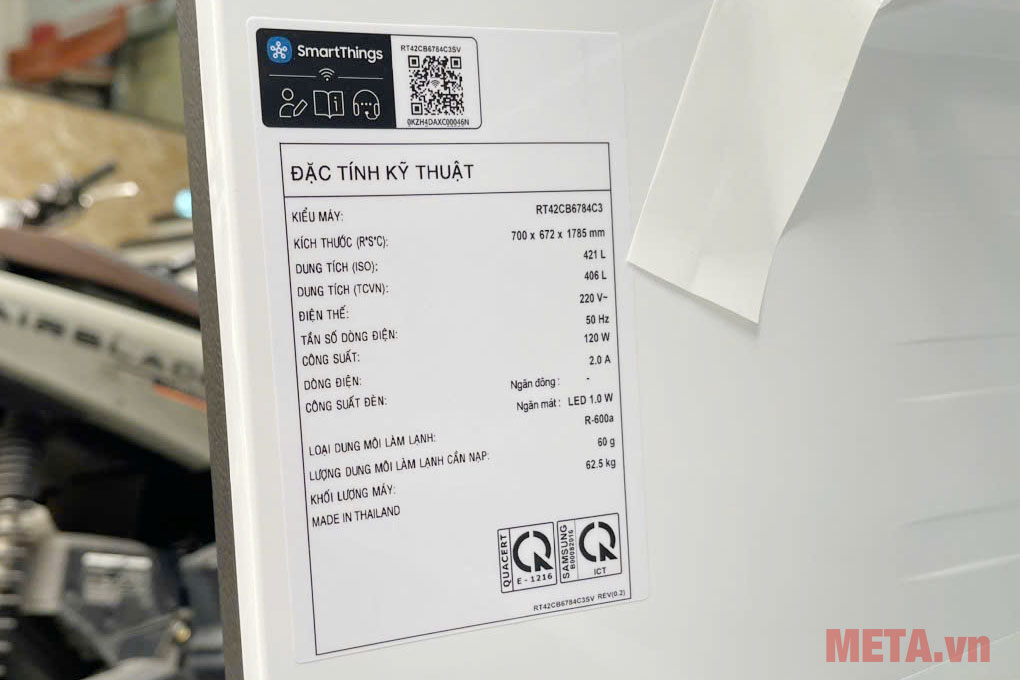 SmartThings
RT42CB6784C3SV
0KZH4DAXC00046N
ĐẶC TÍNH KỸ THUẬT
KIỂU MÁY: RT42CB6784C3
KÍCH THƯỚC (R*S*C): 700 x 672 x 1785 mm
DUNG TÍCH (ISO): 421 L
DUNG TÍCH (TCVN): 406 L
ĐIỆN THẾ: 220 V~
TẦN SỐ DÒNG ĐIỆN: 50 Hz
CÔNG SUẤT: 120 W
DÒNG ĐIỆN: 2.0 A
CÔNG SUẤT ĐÈN: Ngăn đông : -
Ngăn mát : LED 1.0 W
LOẠI DUNG MÔI LÀM LẠNH: R-600a
LƯỢNG DUNG MÔI LÀM LẠNH CẦN NẠP: 60 g
KHỐI LƯỢNG MÁY: 62.5 kg
MADE IN THAILAND
QUACERT
E - 1216
SAMSUNG
B00082016
ICT
RT42CB6784C3SV REV(0.2)
AIRBLADE
META.vn